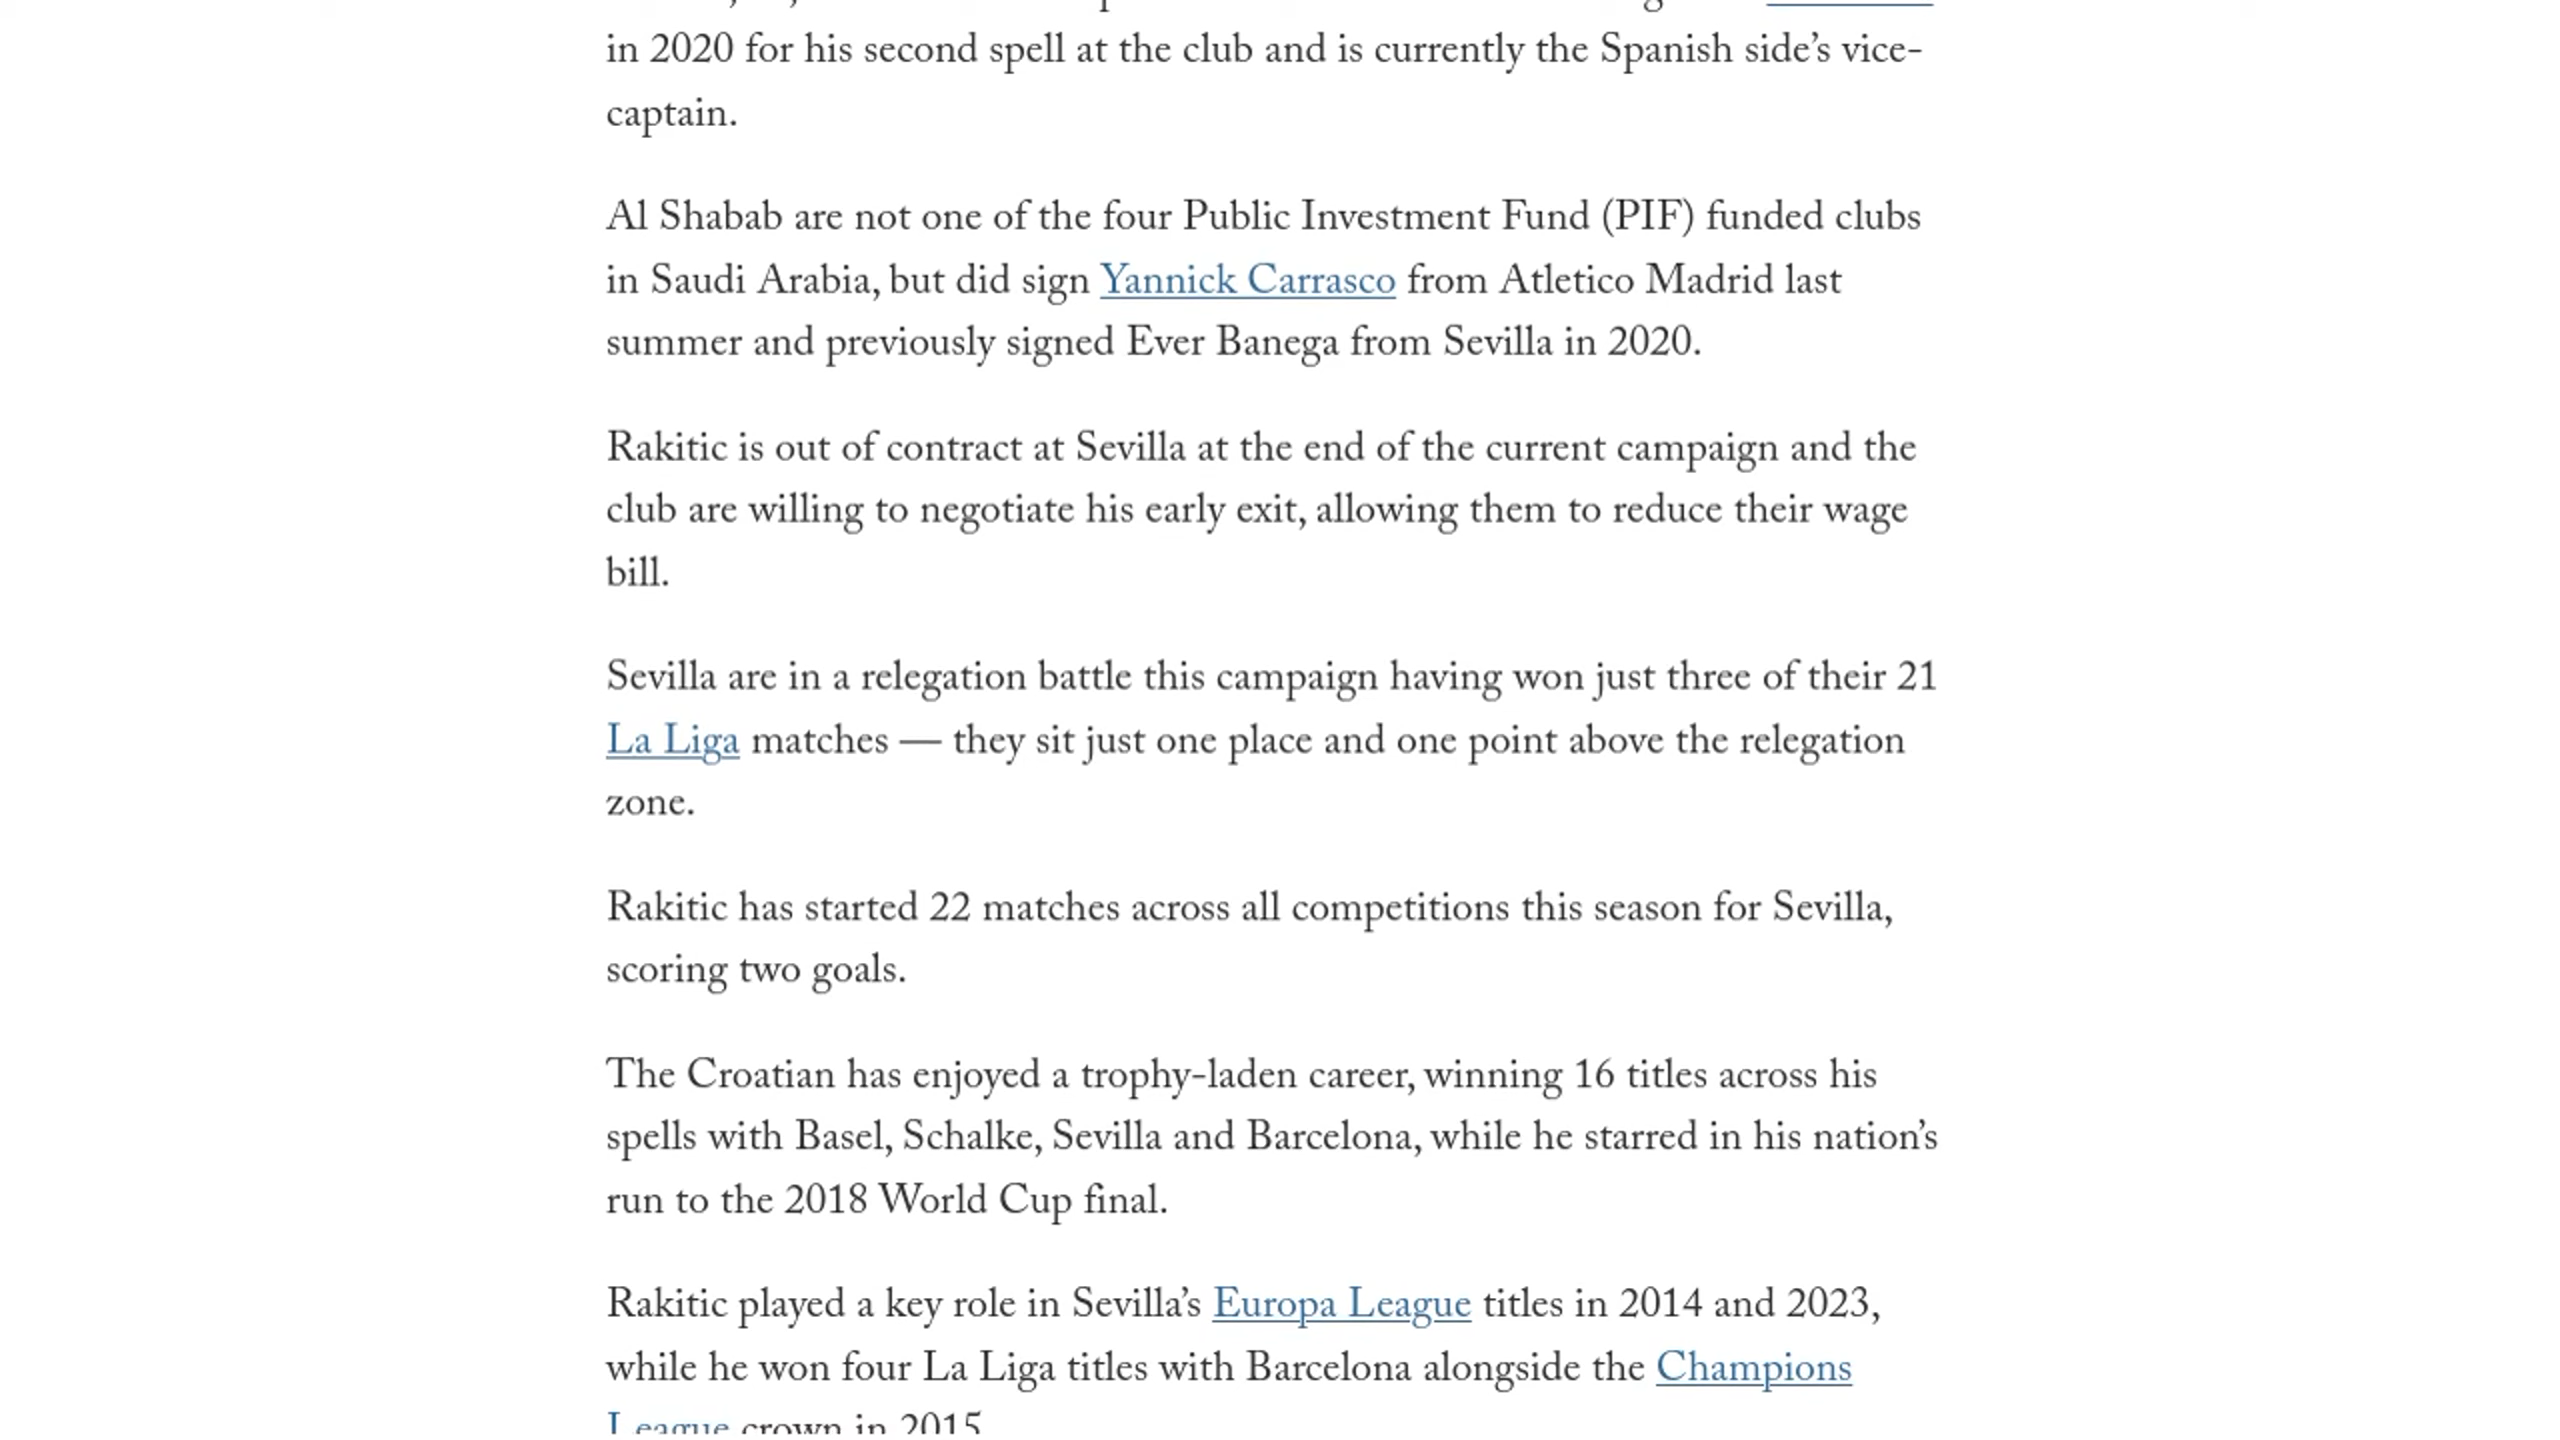 in 2020 for his second spell at the club and is currently the Spanish side’s vice-
captain.
Al Shabab are not one of the four Public Investment Fund (PIF) funded clubs
in Saudi Arabia, but did sign Yannick Carrasco from Atletico Madrid last
summer and previously signed Ever Banega from Sevilla in 2020.
Rakitic is out of contract at Sevilla at the end of the current campaign and the
club are willing to negotiate his early exit, allowing them to reduce their wage
bill.
Sevilla are in a relegation battle this campaign having won just three of their 21
La Liga matches — they sit just one place and one point above the relegation
zone.
Rakitic has started 22 matches across all competitions this season for Sevilla,
scoring two goals.
The Croatian has enjoyed a trophy-laden career, winning 16 titles across his
spells with Basel, Schalke, Sevilla and Barcelona, while he starred in his nation’s
run to the 2018 World Cup final.
Rakitic played a key role in Sevilla’s Europa League titles in 2014 and 2023,
while he won four La Liga titles with Barcelona alongside the Champions
League crown in 2015